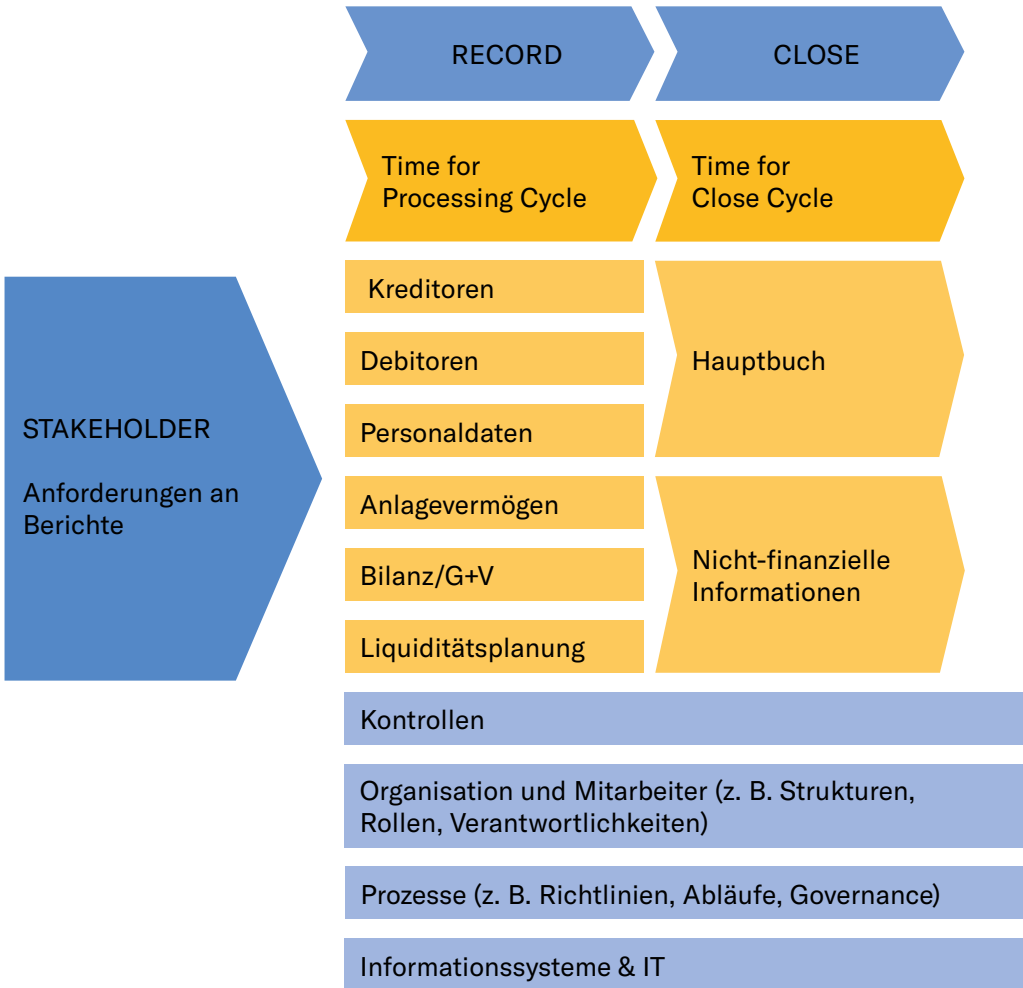 RECORD
CLOSE
Time for
Processing Cycle
Time for
Close Cycle
STAKEHOLDER
Anforderungen an
Berichte
Kreditoren
Debitoren
Personaldaten
Anlagevermögen
Bilanz/G+V
Liquiditätsplanung
Hauptbuch
Nicht-finanzielle
Informationen
Kontrollen
Organisation und Mitarbeiter (z. B. Strukturen,
Rollen, Verantwortlichkeiten)
Prozesse (z. B. Richtlinien, Abläufe, Governance)
Informationssysteme & IT